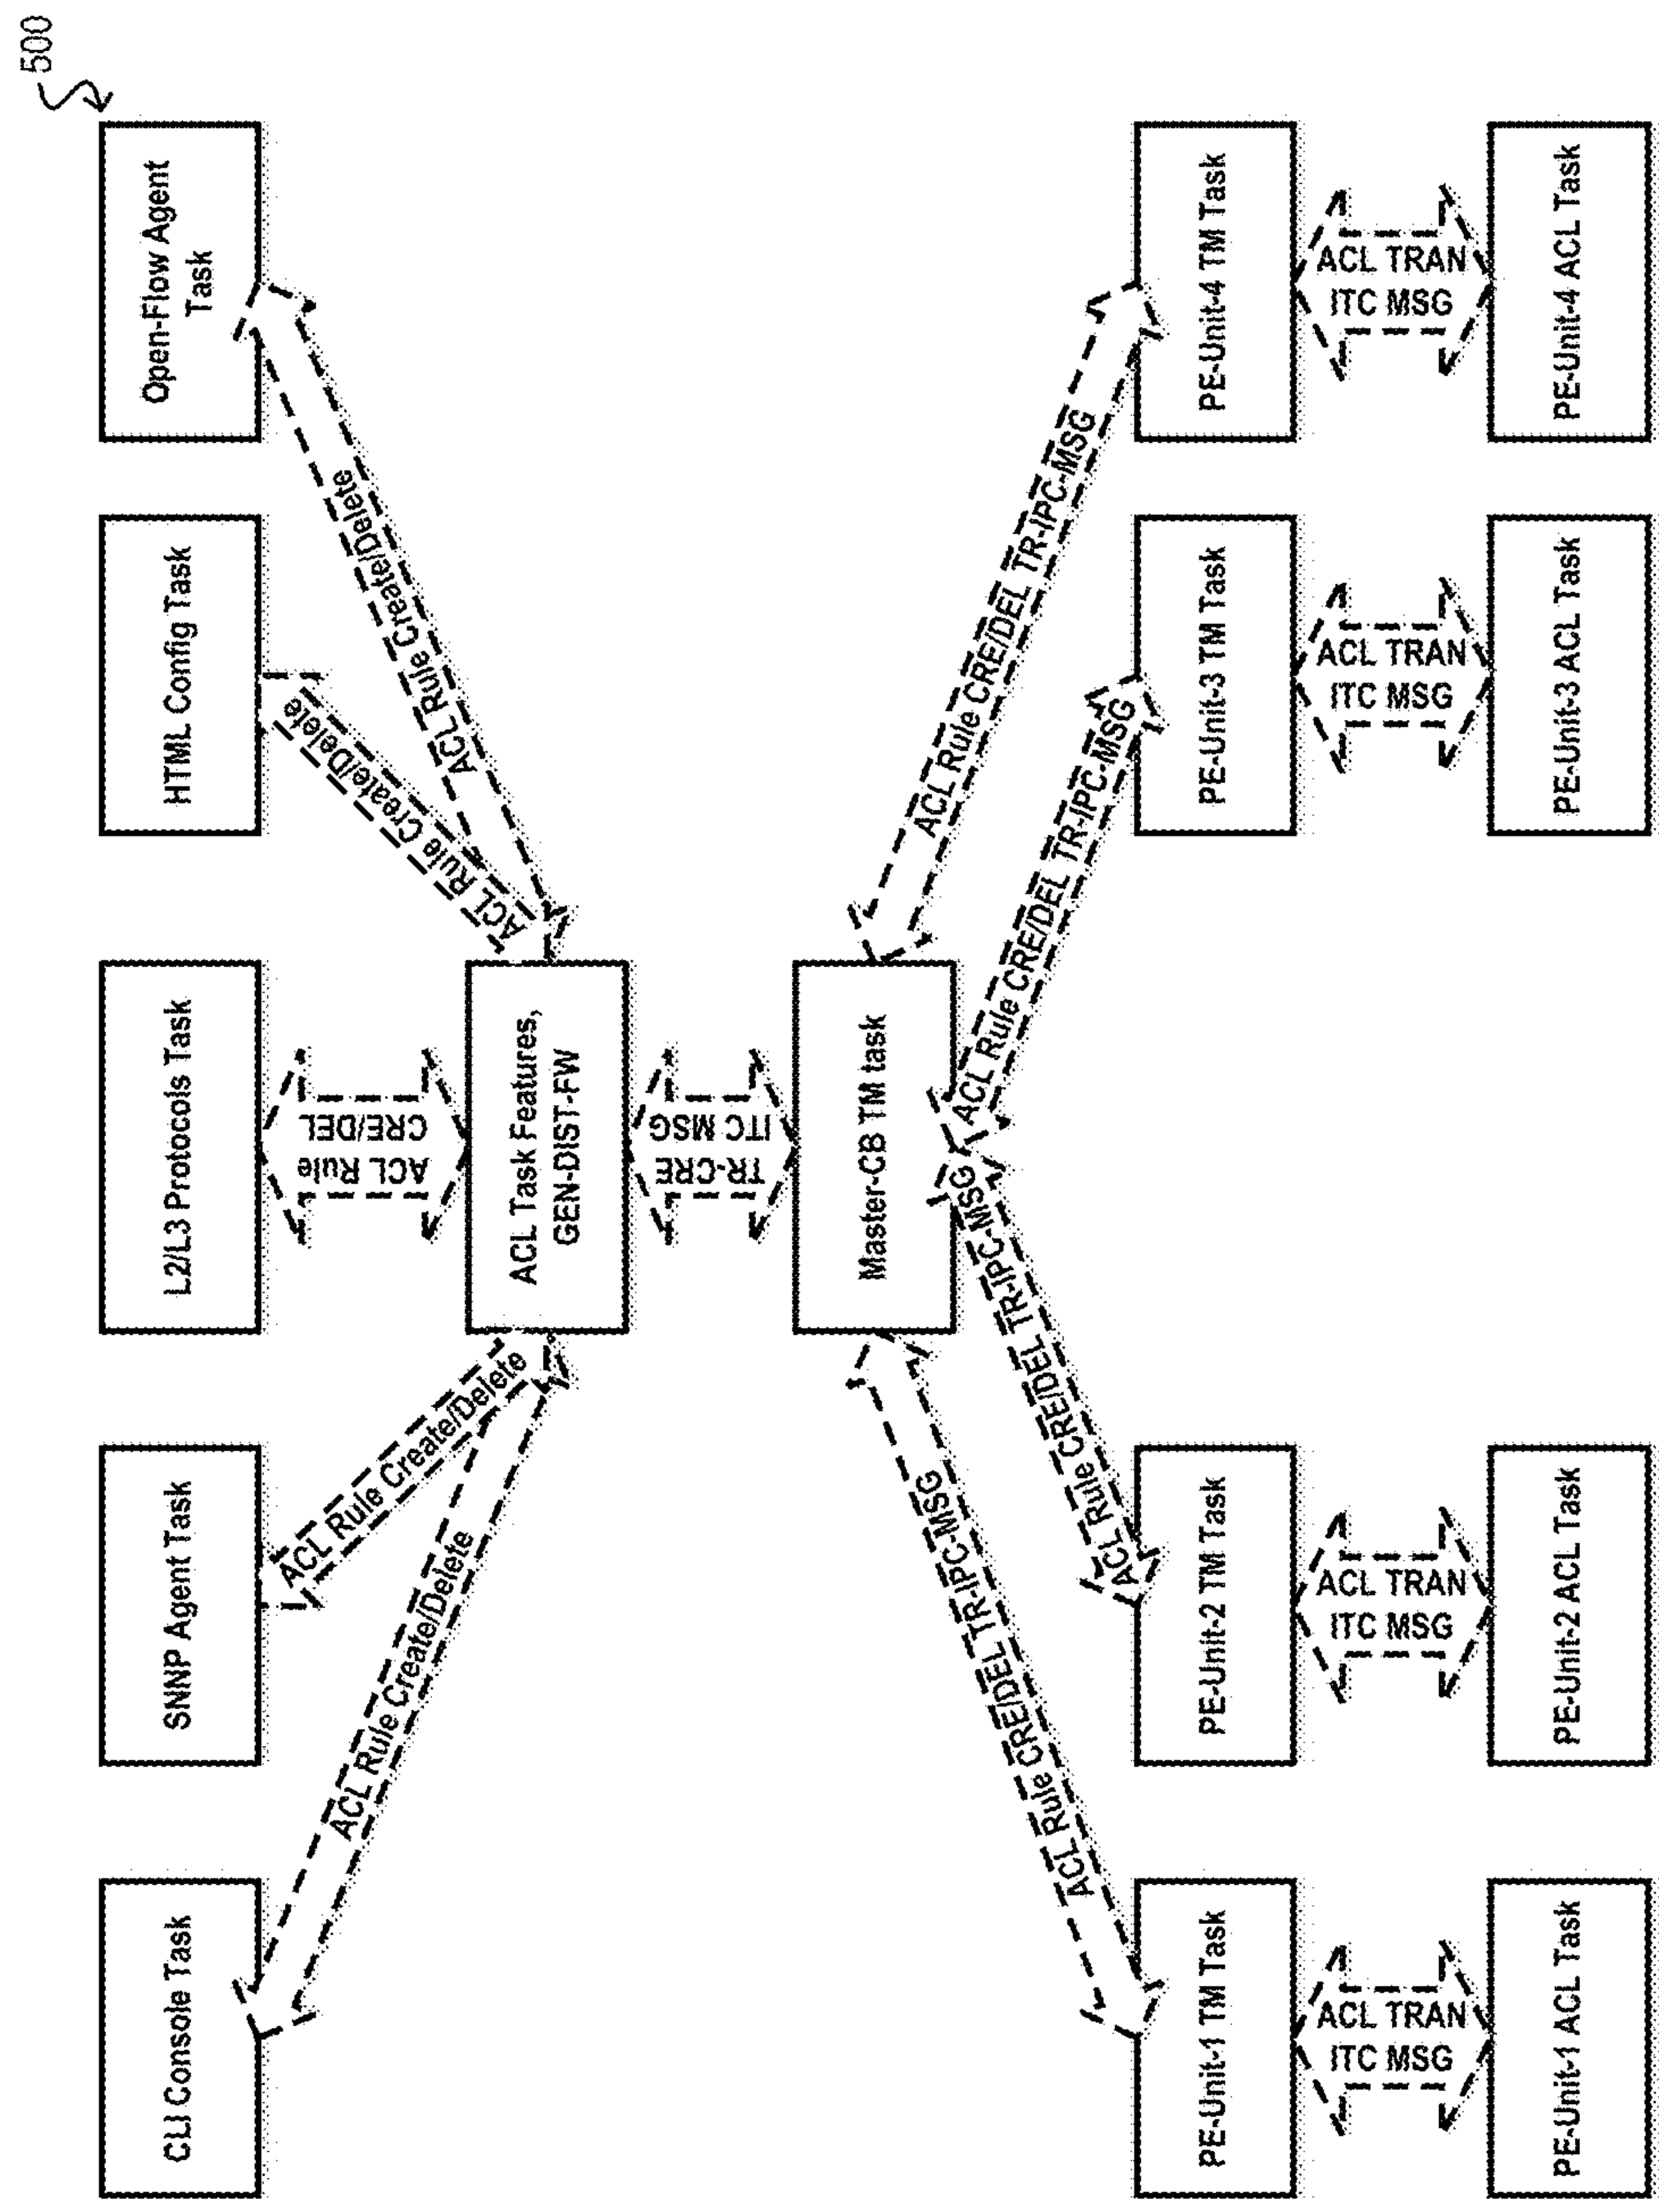 500
CLI Console Task
SNNP Agent Task
L2/L3 Protocols Task
HTML Config Task
Open-Flow Agent
Task
ACL Rule Create/Delete
ACL Rule Create/Delete
ACL Rule
CRE/DEL
ACL Rule Create/Delete
ACL Rule Create/Delete
ACL Task Features,
GEN-DIST-FW
TR-CRE
ITC MSG
Master-CB TM task
ACL Rule CRE/DEL TR-IPC-MSG
ACL Rule CRE/DEL TR-IPC-MSG
ACL Rule CRE/DEL TR-IPC-MSG
ACL Rule CRE/DEL TR-IPC-MSG
PE-Unit-1 TM Task
PE-Unit-2 TM Task
PE-Unit-3 TM Task
PE-Unit-4 TM Task
ACL TRAN
ITC MSG
ACL TRAN
ITC MSG
ACL TRAN
ITC MSG
ACL TRAN
ITC MSG
PE-Unit-1 ACL Task
PE-Unit-2 ACL Task
PE-Unit-3 ACL Task
PE-Unit-4 ACL Task